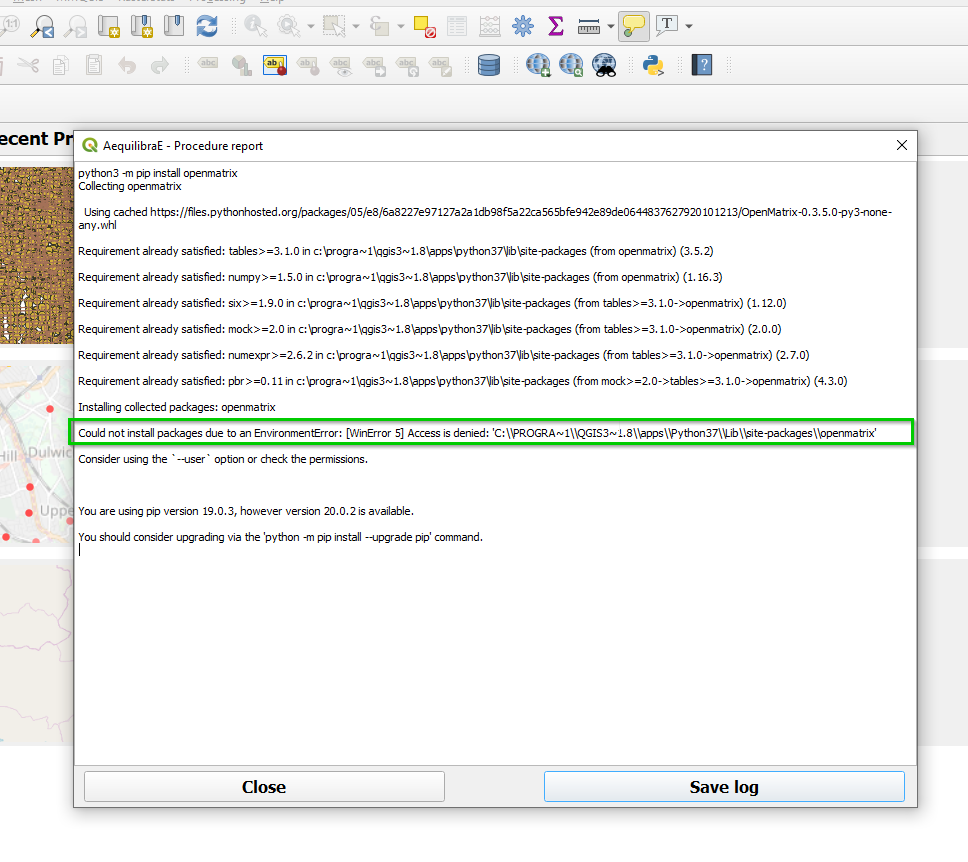 1:1
abc
ab
abc
abc
abc
abc
abc
T
?
ecent Pr
AequilibraE - Procedure report
python3 -m pip install openmatrix
Collecting openmatrix
Using cached https://files.pythonhosted.org/packages/05/e8/6a8227e97127a2a1db98f5a22ca565bfe942e89de0644837627920101213/OpenMatrix-0.3.5.0-py3-none-
any.whl
Requirement already satisfied: tables>=3.1.0 in c:\progra~1\qgis3~1.8\apps\python37\lib\site-packages (from openmatrix) (3.5.2)
Requirement already satisfied: numpy>=1.5.0 in c:\progra~1\qgis3~1.8\apps\python37\lib\site-packages (from openmatrix) (1.16.3)
Requirement already satisfied: six>=1.9.0 in c:\progra~1\qgis3~1.8\apps\python37\lib\site-packages (from tables>=3.1.0->openmatrix) (1.12.0)
Requirement already satisfied: mock>=2.0 in c:\progra~1\qgis3~1.8\apps\python37\lib\site-packages (from tables>=3.1.0->openmatrix) (2.0.0)
Requirement already satisfied: numexpr>=2.6.2 in c:\progra~1\qgis3~1.8\apps\python37\lib\site-packages (from tables>=3.1.0->openmatrix) (2.7.0)
Requirement already satisfied: pbr>=0.11 in c:\progra~1\qgis3~1.8\apps\python37\lib\site-packages (from mock>=2.0->tables>=3.1.0->openmatrix) (4.3.0)
Installing collected packages: openmatrix
Could not install packages due to an EnvironmentError: [WinError 5] Access is denied: 'C:\\PROGRA~1\\QGIS3~1.8\\apps\\Python37\\Lib\\site-packages\\openmatrix'
Hill Dulwic
Consider using the `--user` option or check the permissions.
Uppe
You are using pip version 19.0.3, however version 20.0.2 is available.
You should consider upgrading via the 'python -m pip install --upgrade pip' command.
Close
Save log